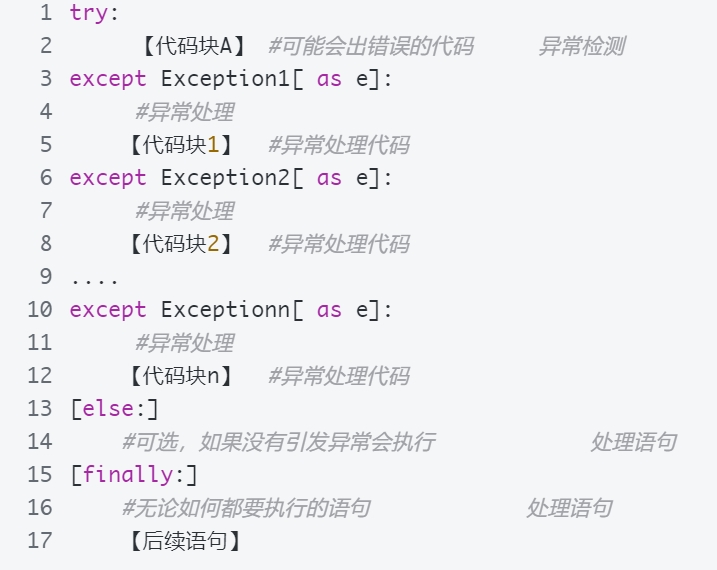 1 try:
2 【代码块A】 #可能会出错误的代码 异常检测
3 except Exception1[ as e]:
4 #异常处理
5 【代码块1】 #异常处理代码
6 except Exception2[ as e]:
7 #异常处理
8 【代码块2】 #异常处理代码
9 ....
10 except Exceptionn[ as e]:
11 #异常处理
12 【代码块n】 #异常处理代码
13 [else:]
14 #可选，如果没有引发异常会执行 处理语句
15 [finally:]
16 #无论如何都要执行的语句 处理语句
17 【后续语句】